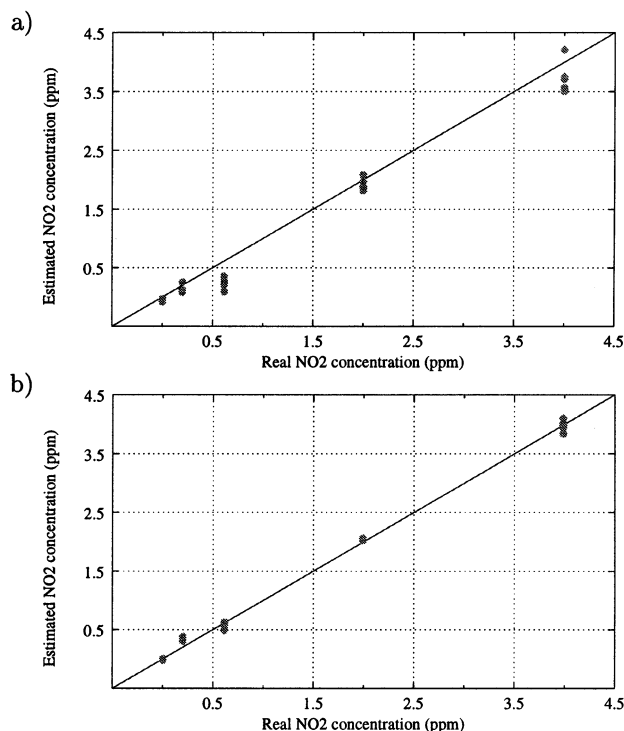 a)
4.5
3.5
2.5
1.5
0.5
Estimated NO2 concentration (ppm)
0.5 1.5 2.5 3.5 4.5
Real NO2 concentration (ppm)
b)
4.5
3.5
2.5
1.5
0.5
Estimated NO2 concentration (ppm)
0.5 1.5 2.5 3.5 4.5
Real NO2 concentration (ppm)